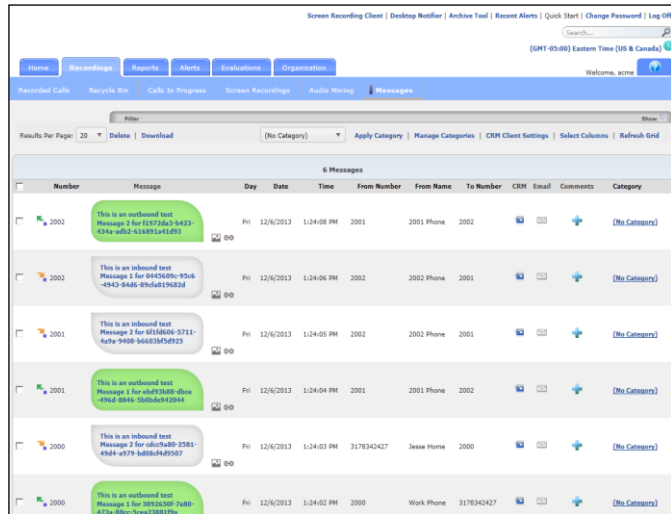 Screen Recording Client | Desktop Notifier | Archive Tool | Recent Alerts | Quick Start | Change Password | Log Off
Search...
(GMT-05:00) Eastern Time (US & Canada)
Home Recordings Reports Alerts Evaluations Organization
Welcome, acme
Recorded Calls Recycle Bin Calls In Progress Screen Recordings Audio Mining Messages
Filter Show
Results Per Page: 20 Delete | Download (No Category) Apply Category | Manage Categories | CRM Client Settings | Select Columns | Refresh Grid
6 Messages
Number Message Day Date Time From Number From Name To Number CRM Email Comments Category
This is an outbound test
Message 2 for f1972da3-b423-
434a-adb2-616891a41d93
2002 Fri 12/6/2013 1:24:08 PM 2001 2001 Phone 2002 (No Category)
This is an inbound test
Message 1 for 0445609c-95c6
-4943-84d6-89cfa819682d
2002 Fri 12/6/2013 1:24:06 PM 2002 2002 Phone 2001 (No Category)
This is an inbound test
Message 2 for 6f1fd606-5711-
4a9a-9408-b6603bf5d925
2001 Fri 12/6/2013 1:24:05 PM 2002 2002 Phone 2001 (No Category)
This is an outbound test
Message 1 for ebd93b88-dbce
-496d-8846-5b8bde942044
2001 Fri 12/6/2013 1:24:04 PM 2001 2001 Phone 2002 (No Category)
This is an inbound test
Message 2 for cdcc9a80-2581-
49d4-a979-bd08cf4d9507
2000 Fri 12/6/2013 1:24:03 PM 3178342427 Jesse Home 2000 (No Category)
This is an outbound test
Message 1 for 3892650f-7e80-
473a-88cc-5cea23881f9a
2000 Fri 12/6/2013 1:24:02 PM 2000 Work Phone 3178342427 (No Category)